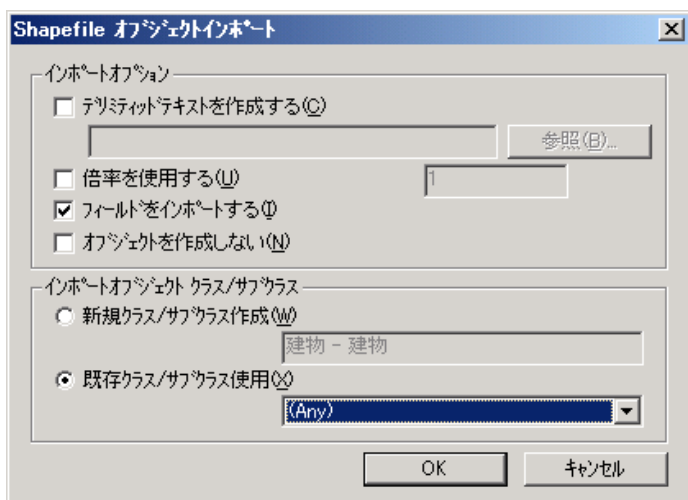 Shapefile オブジェクトインポート
インポートオプション
デリミティッドテキストを作成する(C)
参照(B)...
倍率を使用する(U)
1
フィールドをインポートする(I)
オブジェクトを作成しない(N)
インポートオブジェクト クラス/サブクラス
新規クラス/サブクラス作成(W)
建物 - 建物
既存クラス/サブクラス使用(X)
(Any)
OK
キャンセル